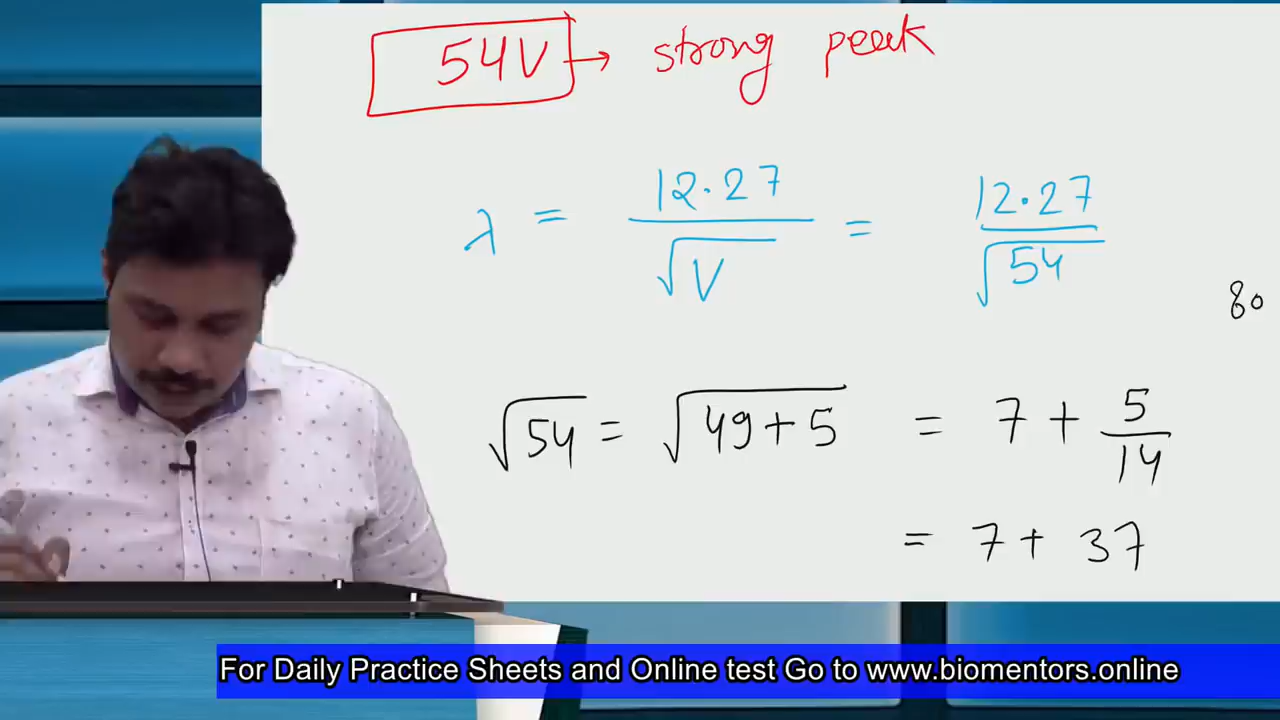 54V → strong peak
λ = 12.27/√V = 12.27/√54
80
√54 = √49+5 = 7 + 5/14
= 7 + 37
For Daily Practice Sheets and Online test Go to www.biomentors.online